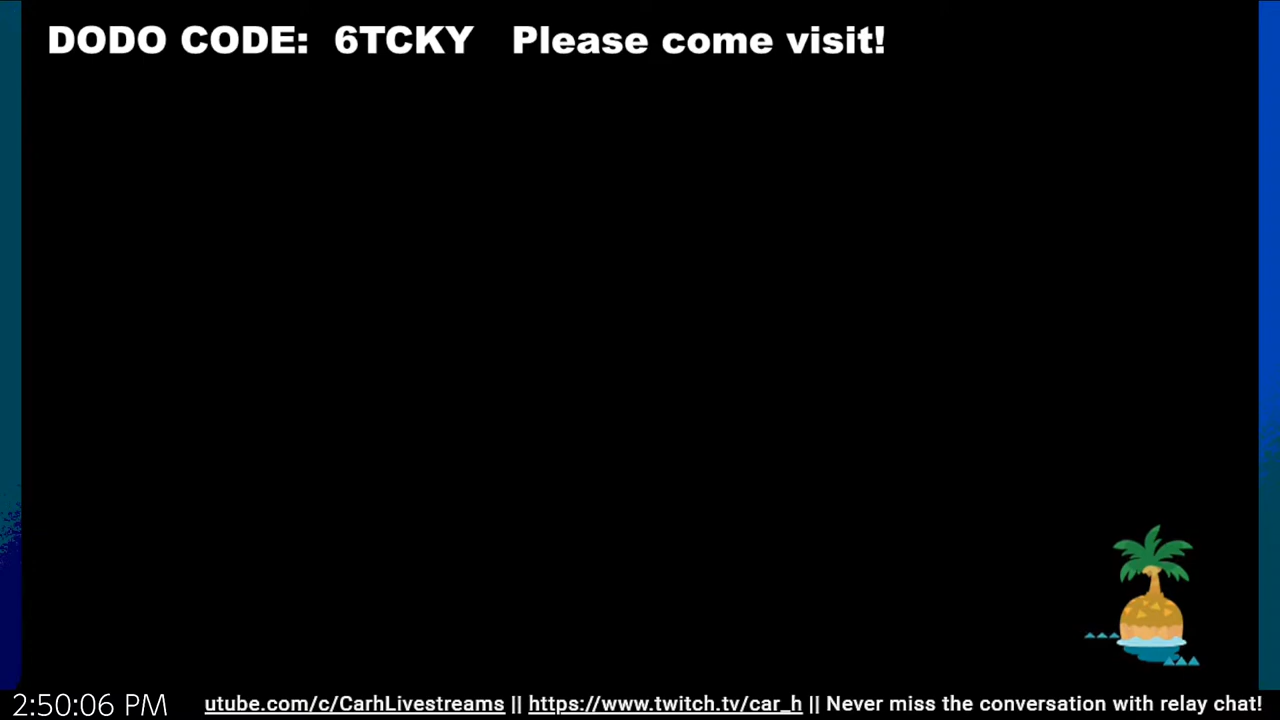 DODO CODE: 6TCKY Please come visit!
2:50:06 PM utube.com/c/CarhLivestreams || https://www.twitch.tv/car_h || Never miss the conversation with relay chat!